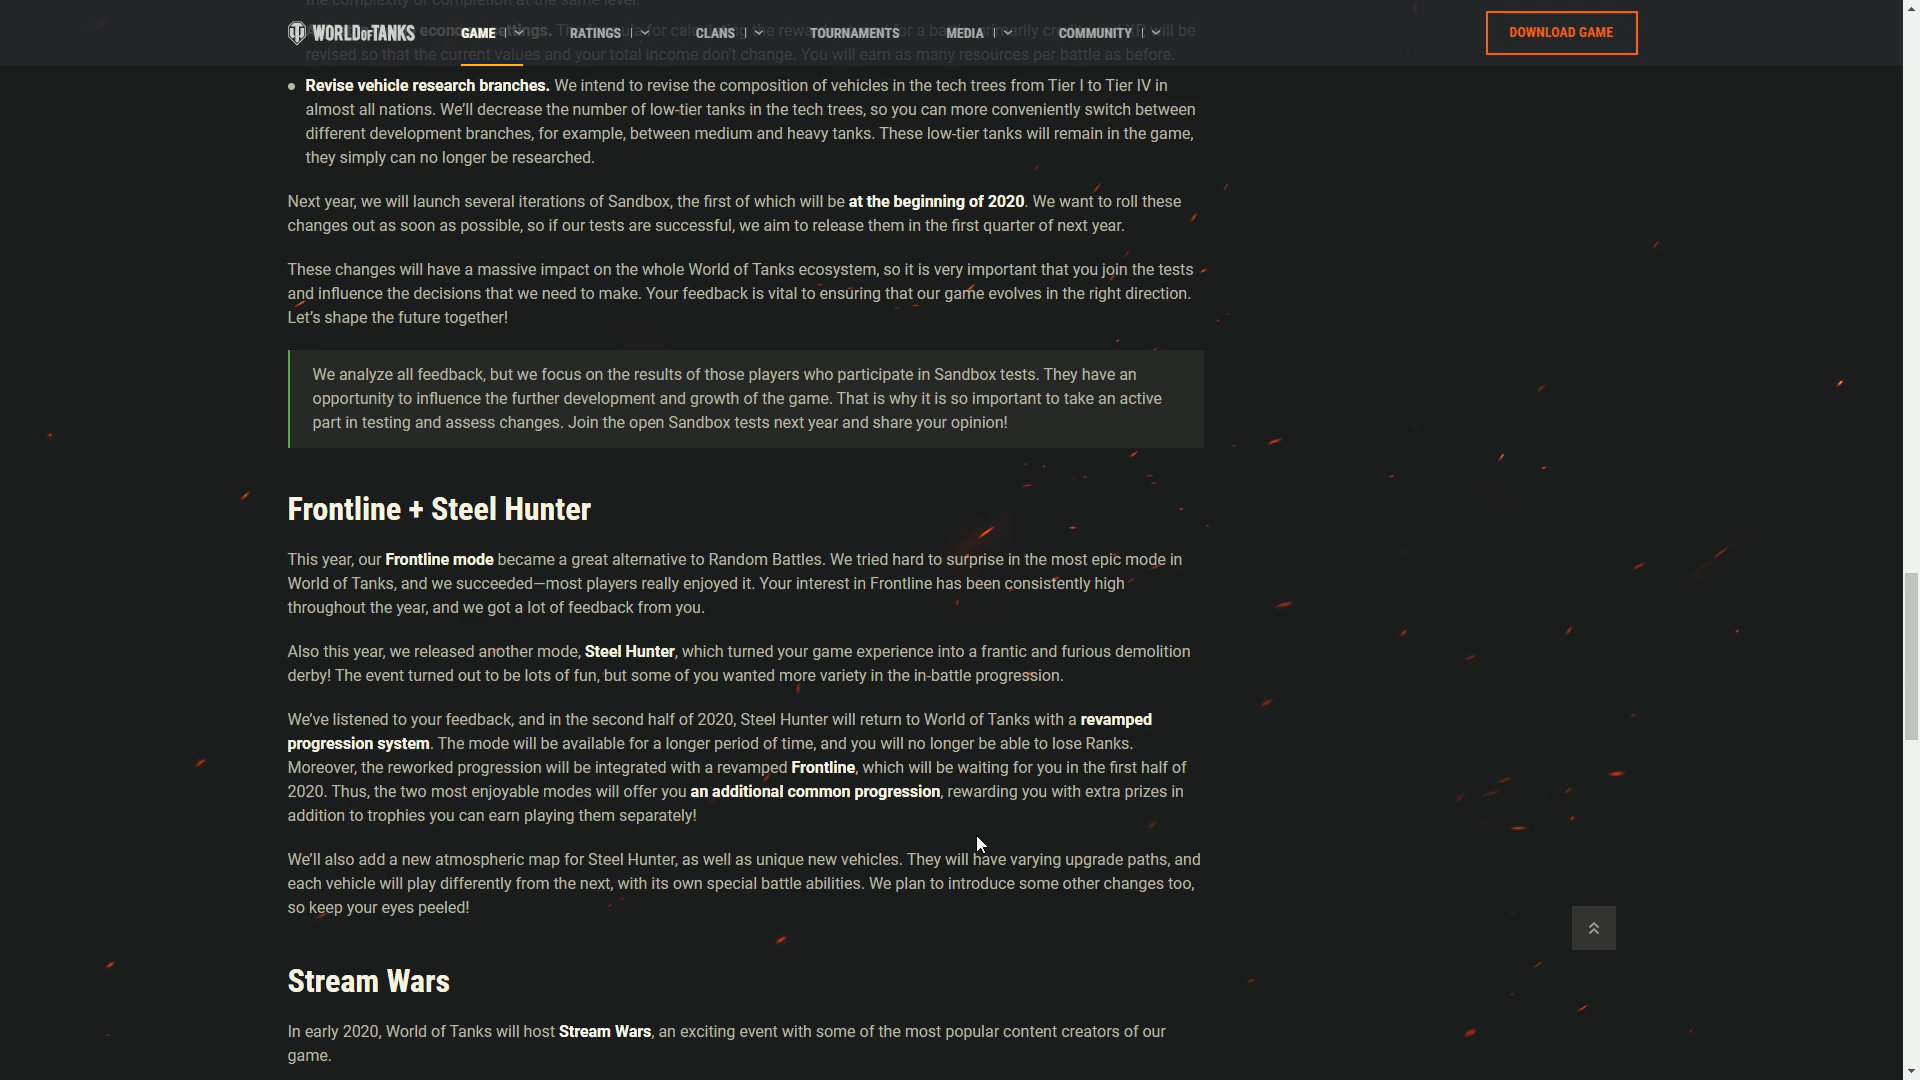 the complexity of completion at the same level.
WORLD OF TANKS
GAME
RATINGS
CLANS
TOURNAMENTS
MEDIA
COMMUNITY
DOWNLOAD GAME
revised so that the current values and your total income don't change. You will earn as many resources per battle as before.
Revise vehicle research branches. We intend to revise the composition of vehicles in the tech trees from Tier I to Tier IV in
almost all nations. We’ll decrease the number of low-tier tanks in the tech trees, so you can more conveniently switch between
different development branches, for example, between medium and heavy tanks. These low-tier tanks will remain in the game,
they simply can no longer be researched.
Next year, we will launch several iterations of Sandbox, the first of which will be at the beginning of 2020. We want to roll these
changes out as soon as possible, so if our tests are successful, we aim to release them in the first quarter of next year.
These changes will have a massive impact on the whole World of Tanks ecosystem, so it is very important that you join the tests
and influence the decisions that we need to make. Your feedback is vital to ensuring that our game evolves in the right direction.
Let’s shape the future together!
We analyze all feedback, but we focus on the results of those players who participate in Sandbox tests. They have an
opportunity to influence the further development and growth of the game. That is why it is so important to take an active
part in testing and assess changes. Join the open Sandbox tests next year and share your opinion!
Frontline + Steel Hunter
This year, our Frontline mode became a great alternative to Random Battles. We tried hard to surprise in the most epic mode in
World of Tanks, and we succeeded—most players really enjoyed it. Your interest in Frontline has been consistently high
throughout the year, and we got a lot of feedback from you.
Also this year, we released another mode, Steel Hunter, which turned your game experience into a frantic and furious demolition
derby! The event turned out to be lots of fun, but some of you wanted more variety in the in-battle progression.
We’ve listened to your feedback, and in the second half of 2020, Steel Hunter will return to World of Tanks with a revamped
progression system. The mode will be available for a longer period of time, and you will no longer be able to lose Ranks.
Moreover, the reworked progression will be integrated with a revamped Frontline, which will be waiting for you in the first half of
2020. Thus, the two most enjoyable modes will offer you an additional common progression, rewarding you with extra prizes in
addition to trophies you can earn playing them separately!
We’ll also add a new atmospheric map for Steel Hunter, as well as unique new vehicles. They will have varying upgrade paths, and
each vehicle will play differently from the next, with its own special battle abilities. We plan to introduce some other changes too,
so keep your eyes peeled!
Stream Wars
In early 2020, World of Tanks will host Stream Wars, an exciting event with some of the most popular content creators of our
game.